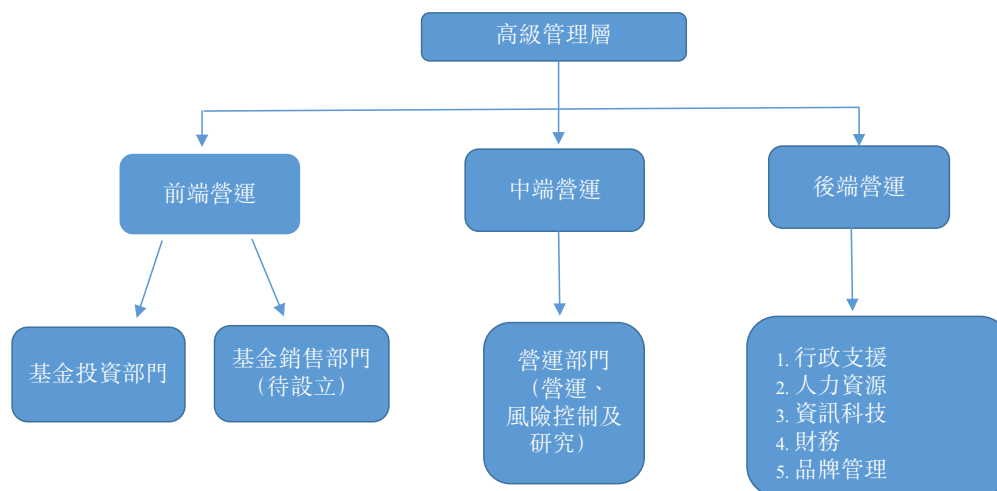 高級管理層
前端營運
中端營運
後端營運
基金投資部門
基金銷售部門
（待設立）
營運部門
（營運、
風險控制及
研究）
1. 行政支援
2. 人力資源
3. 資訊科技
4. 財務
5. 品牌管理